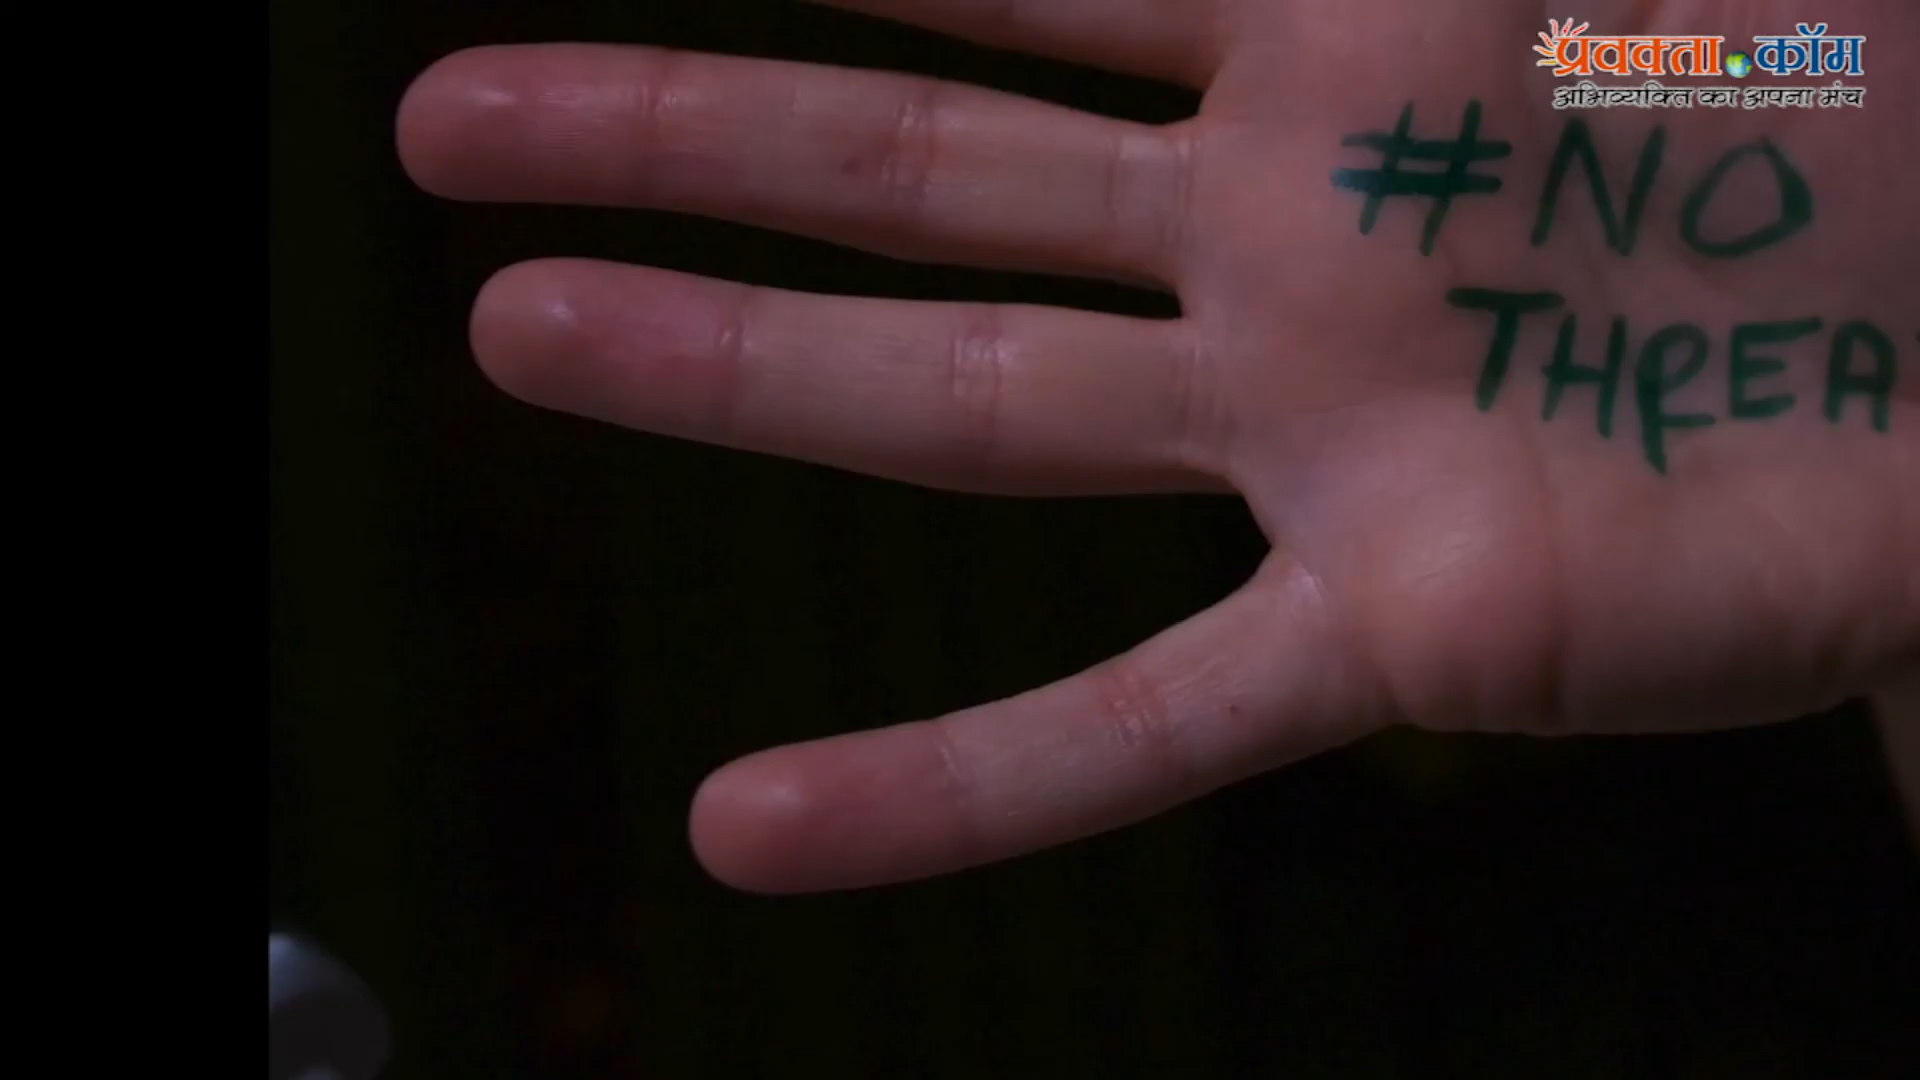 प्रवक्ता.कॉम
अभिव्यक्ति का अपना मंच
#NO
THREA